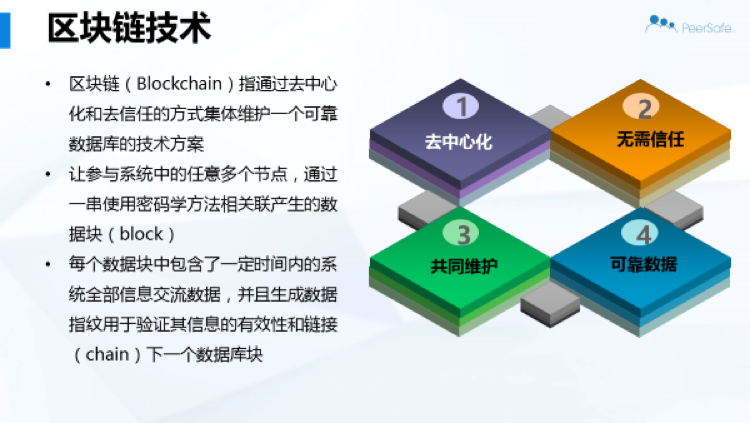 区块链技术
PeerSafe
• 区块链（Blockchain）指通过去中心
化和去信任的方式集体维护一个可靠
数据库的技术方案
• 让参与系统中的任意多个节点，通过
一串使用密码学方法相关联产生的数
据块（block）
• 每个数据块中包含了一定时间内的系
统全部信息交流数据，并且生成数据
指纹用于验证其信息的有效性和链接
（chain）下一个数据库块
1
去中心化
2
无需信任
3
共同维护
4
可靠数据